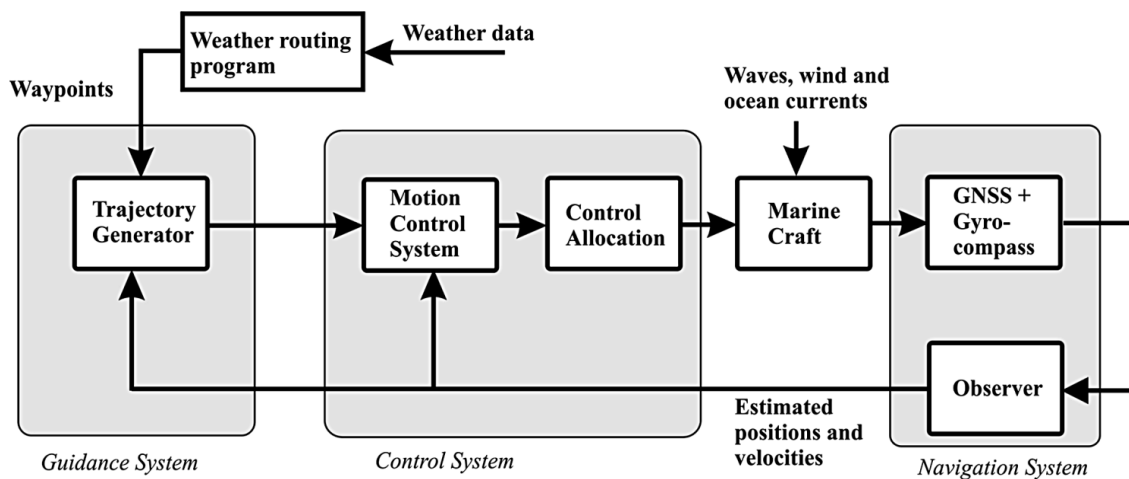 Weather data
Weather routing
program
Waypoints
Waves, wind and
ocean currents
Trajectory
Generator
Motion
Control
System
Control
Allocation
Marine
Craft
GNSS +
Gyro-
compass
Observer
Estimated
positions and
velocities
Guidance System
Control System
Navigation System